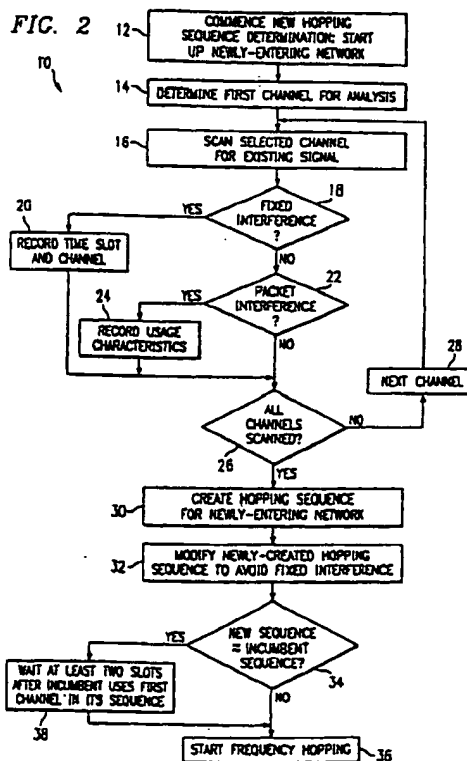 FIG. 2
10
12
COMMENCE NEW HOPPING
SEQUENCE DETERMINATION: START
UP NEWLY-ENTERING NETWORK
14
DETERMINE FIRST CHANNEL FOR ANALYSIS
16
SCAN SELECTED CHANNEL
FOR EXISTING SIGNAL
18
FIXED
INTERFERENCE
?
YES
NO
20
RECORD TIME SLOT
AND CHANNEL
22
PACKET
INTERFERENCE
?
YES
NO
24
RECORD USAGE
CHARACTERISTICS
28
NEXT CHANNEL
ALL
CHANNELS
SCANNED?
26
NO
YES
30
CREATE HOPPING SEQUENCE
FOR NEWLY-ENTERING NETWORK
32
MODIFY NEWLY-CREATED HOPPING
SEQUENCE TO AVOID FIXED INTERFERENCE
YES
NEW SEQUENCE
= INCUMBENT
SEQUENCE?
34
NO
WAIT AT LEAST TWO SLOTS
AFTER INCUMBENT USES FIRST
CHANNEL IN ITS SEQUENCE
38
START FREQUENCY HOPPING
36